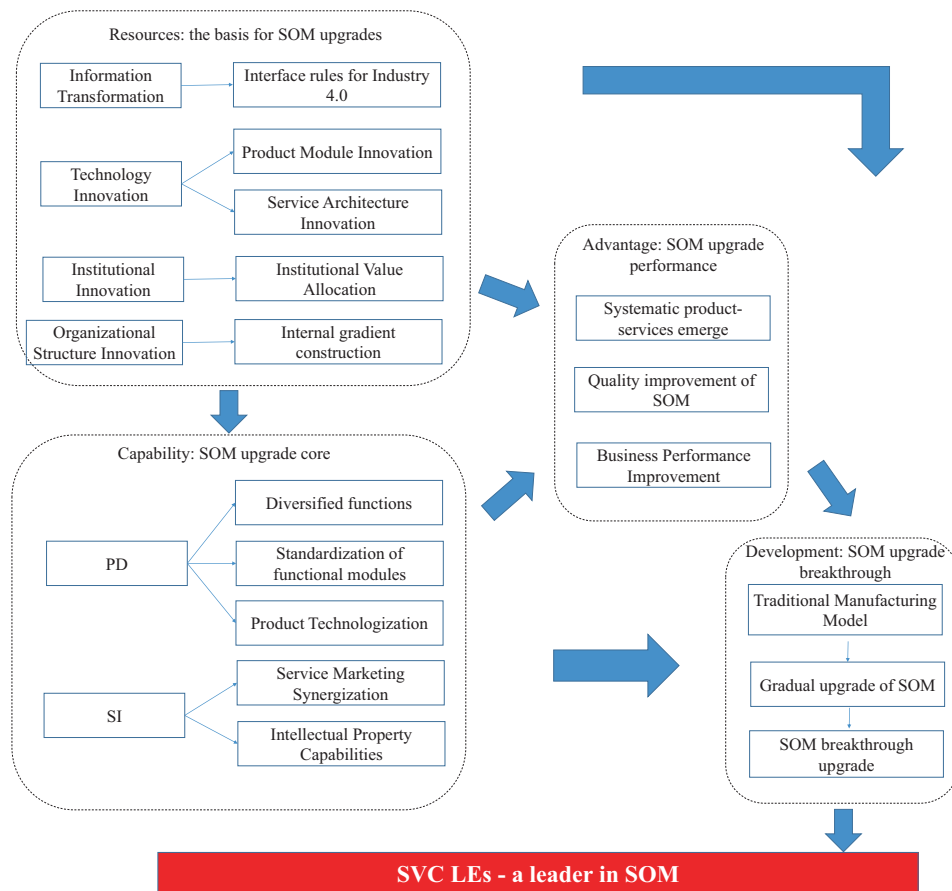 Resources: the basis for SOM upgrades
Information
Transformation
Interface rules for Industry
4.0
Technology
Innovation
Product Module Innovation
Service Architecture
Innovation
Institutional
Innovation
Institutional Value
Allocation
Organizational
Structure Innovation
Internal gradient
construction
Capability: SOM upgrade core
PD
Diversified functions
Standardization of
functional modules
Product Technologization
SI
Service Marketing
Synergization
Intellectual Property
Capabilities
Advantage: SOM upgrade
performance
Systematic product-
services emerge
Quality improvement of
SOM
Business Performance
Improvement
Development: SOM upgrade
breakthrough
Traditional Manufacturing
Model
Gradual upgrade of SOM
SOM breakthrough
upgrade
SVC LEs - a leader in SOM